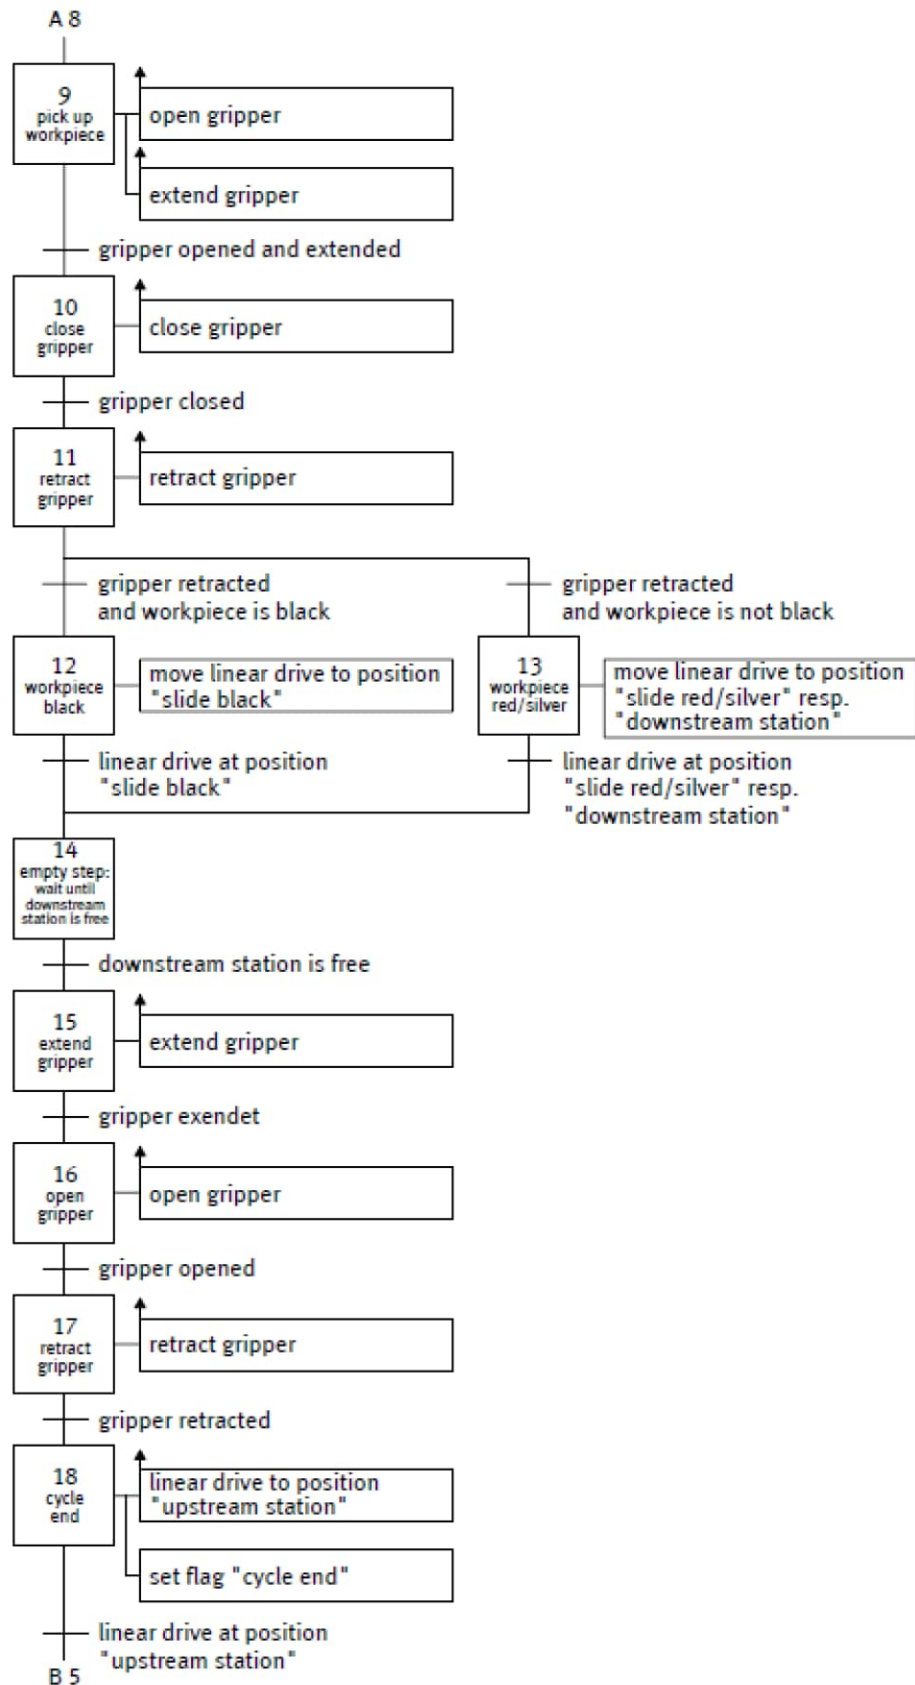 A 8
9
pick up
workpiece
open gripper
extend gripper
gripper opened and extended
10
close
gripper
close gripper
gripper closed
11
retract
gripper
retract gripper
gripper retracted
and workpiece is black
gripper retracted
and workpiece is not black
12
workpiece
black
move linear drive to position
"slide black"
13
workpiece
red/silver
move linear drive to position
"slide red/silver" resp.
"downstream station"
linear drive at position
"slide black"
linear drive at position
"slide red/silver" resp.
"downstream station"
14
empty step:
wait until
downstream
station is free
downstream station is free
15
extend
gripper
extend gripper
gripper exendet
16
open
gripper
open gripper
gripper opened
17
retract
gripper
retract gripper
gripper retracted
18
cycle
end
linear drive to position
"upstream station"
set flag "cycle end"
linear drive at position
"upstream station"
B 5